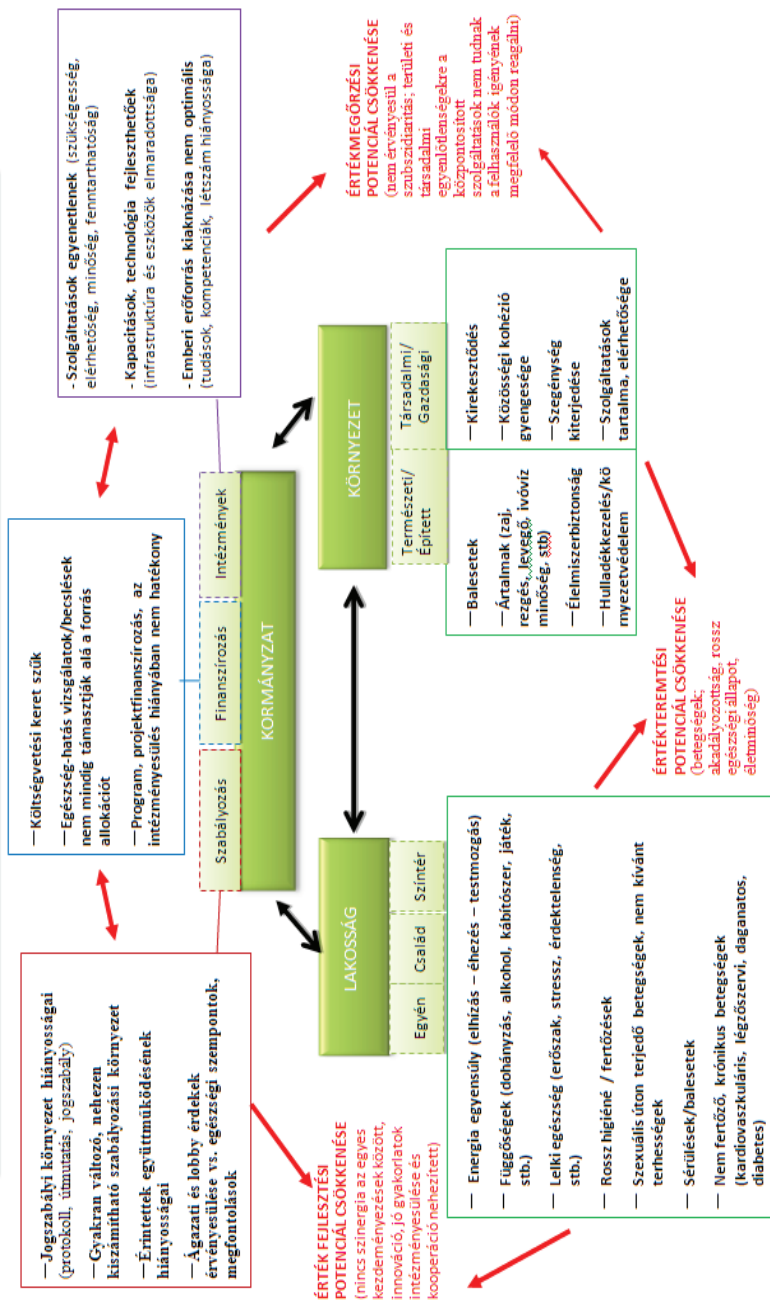 —Jogszabályi környezet hiányosságai
(protokoll, útmutatás, jogszabály)
—Gyakran változó, nehezen
kiszámítható szabályozási környezet
—Érintettek együttműködésének
hiányosságai
—Ágazati és lobby érdekek
érvényesülése vs. egészségi szempontok,
megfontolások
—Költségvetési keret szűk
—Egészség-hatás vizsgálatok/becslések
nem mindig támasztják alá a forrás
allokációt
—Program, projektfinanszírozás, az
intézményesülés hiányában nem hatékony
- Szolgáltatások egyenetlenek (szükségesség,
elérhetőség, minőség, fenntarthatóság)
- Kapacitások, technológia fejleszthetőek
(infrastruktúra és eszközök elmaradottsága)
- Emberi erőforrás kiaknázása nem optimális
(tudások, kompetenciák, létszám hiányossága)
Szabályozás
Finanszírozás
Intézmények
KORMÁNYZAT
ÉRTÉK FEJLESZTÉSI
POTENCIÁL CSÖKKENÉSE
(nincs szinergia az egyes
kezdeményezések között,
innováció, jó gyakorlatok
intézményesülése és
kooperáció nehezített)
LAKOSSÁG
Egyén
Család
Színtér
KÖRNYEZET
Természeti/
Épített
Társadalmi/
Gazdasági
ÉRTÉKMEGŐRZÉSI
POTENCIÁL CSÖKKENÉSE
(nem érvényesül a
szubszidiaritás; területi és
társadalmi
egyenlőtlenségekre a
központosított
szolgáltatások nem tudnak
a felhasználók igényének
megfelelő módon reagálni)
— Energia egyensúly (elhízás – éhezés – testmozgás)
— Függőségek (dohányzás, alkohol, kábítószer, játék,
stb.)
— Lelki egészség (erőszak, stressz, érdektelenség,
stb.)
— Rossz higiéné / fertőzések
— Szexuális úton terjedő betegségek, nem kívánt
terhességek
— Sérülések/balesetek
— Nem fertőző, krónikus betegségek
(kardiovaszkuláris, légzőszervi, daganatos,
diabetes)
—Balesetek
—Ártalmak (zaj,
rezgés, levegő, ivóvíz
minőség, stb)
—Élelmiszerbiztonság
—Hulladékkezelés/kö
rnyezetvédelem
—Kirekesztődés
—Közösségi kohézió
gyengesége
—Szegénység
kiterjedése
—Szolgáltatások
tartalma, elérhetősége
ÉRTÉKTEREMTÉSI
POTENCIÁL CSÖKKENÉSE
(betegségek;
akadályozottság, rossz
egészségi állapot,
életminőség)